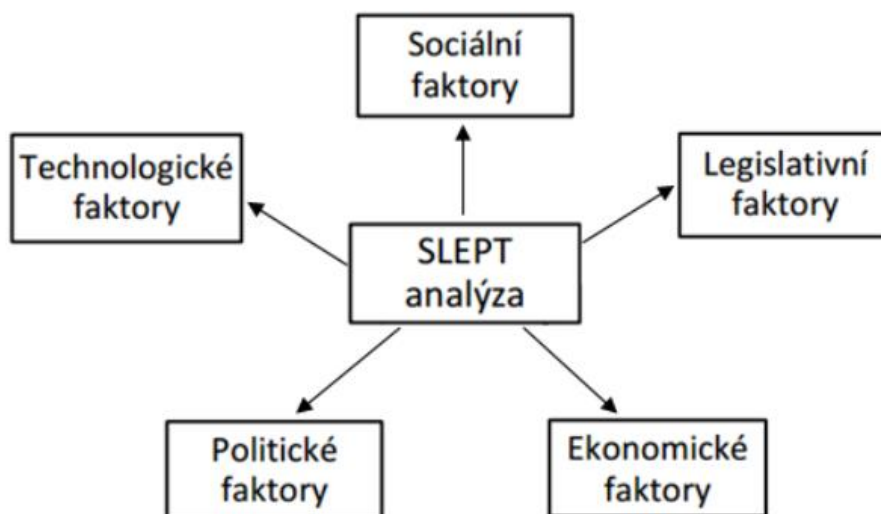 Sociální
faktory
Technologické
faktory
Legislativní
faktory
SLEPT
analýza
Politické
faktory
Ekonomické
faktory